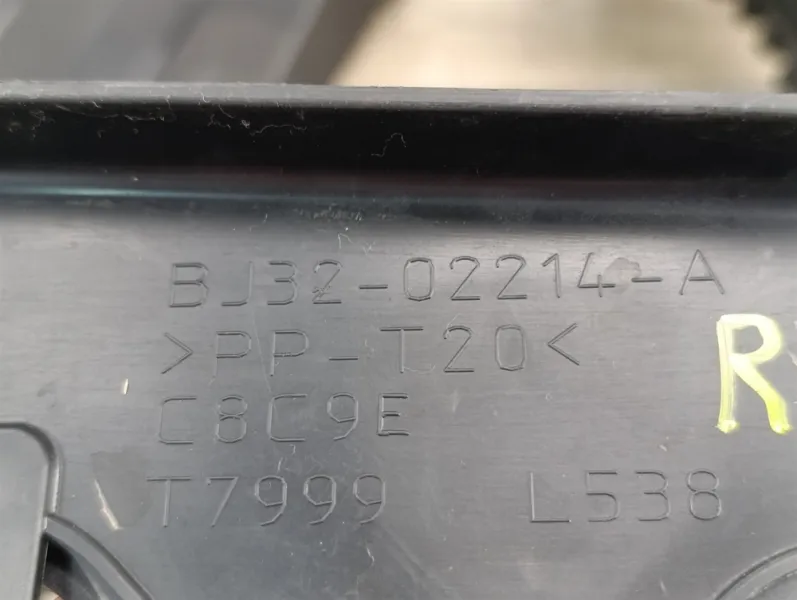 BJ32-02214-A
>PP-T20<
R
C8C9E
T7999 L538